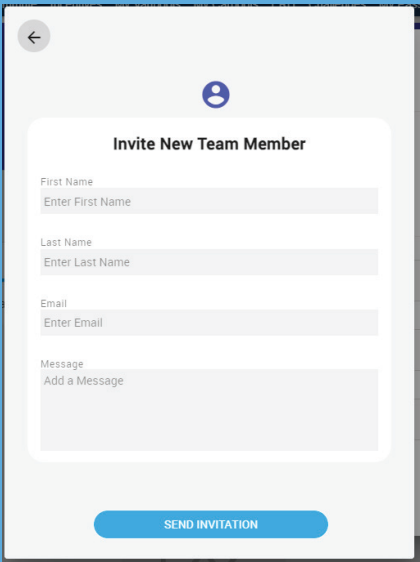 Invite New Team Member
First Name
Enter First Name
Last Name
Enter Last Name
Email
Enter Email
Message
Add a Message
SEND INVITATION